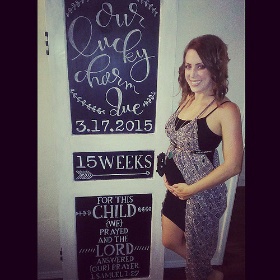 our
lucky
charm
due
3.17.2015
15 WEEKS
FOR THIS
CHILD
{WE}
PRAYED
AND THE
LORD
ANSWERED
{OUR} PRAYER
1 SAMUEL 1:27